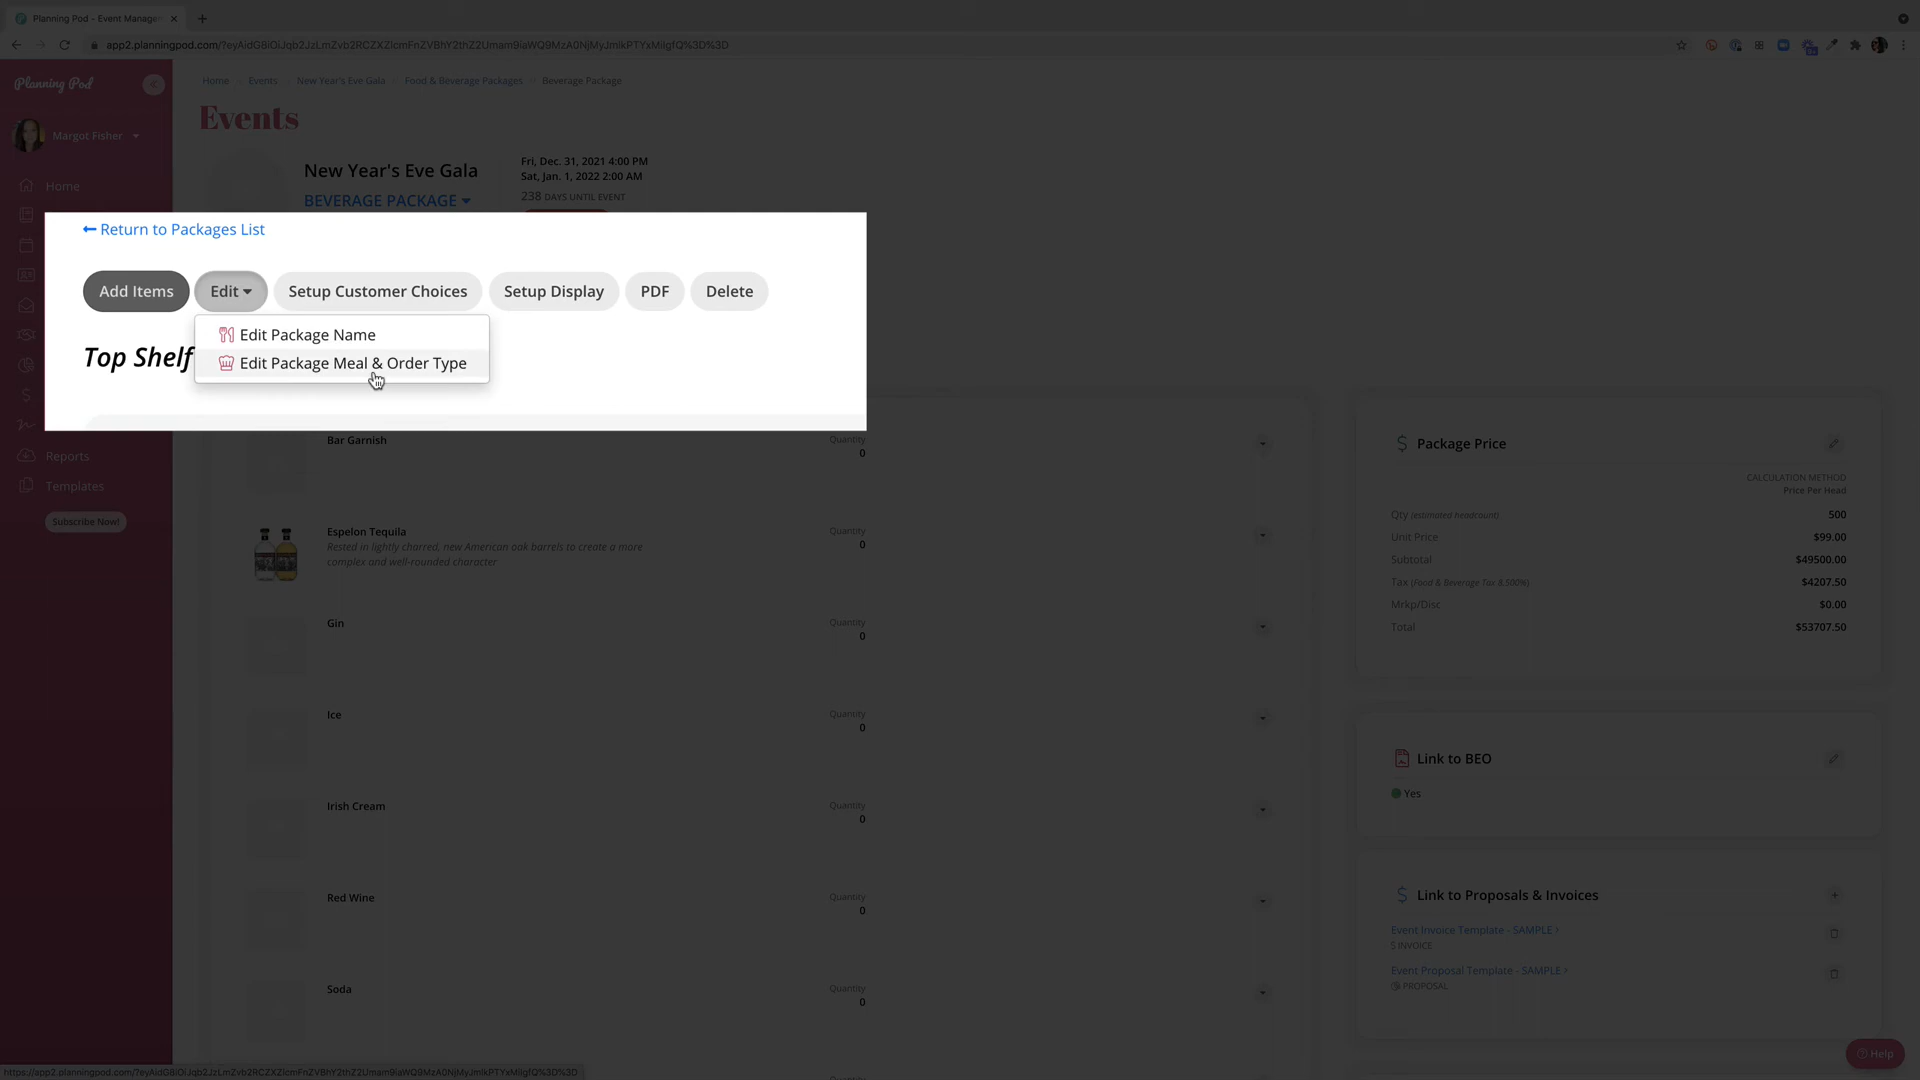 Planning Pod - Event Manage
Planning Pod
Margot Fisher
Home
Reports
Templates
Subscribe Now!
Home
Events
New Year's Eve Gala
Food & Beverage Packages
Beverage Package
Events
New Year's Eve Gala
BEVERAGE PACKAGE
Fri, Dec. 31, 2021 4:00 PM
Sat, Jan. 1, 2022 2:00 AM
238 DAYS UNTIL EVENT
Return to Packages List
Add Items
Edit
Setup Customer Choices
Setup Display
PDF
Delete
Edit Package Name
Edit Package Meal & Order Type
Top Shelf
Bar Garnish
Quantity
0
Espelon Tequila
Rested in lightly charred, new American oak barrels to create a more
complex and well-rounded character
Quantity
0
Gin
Quantity
0
Ice
Quantity
0
Irish Cream
Quantity
0
Red Wine
Quantity
0
Soda
Quantity
0
Package Price
CALCULATION METHOD
Price Per Head
Qty (estimated headcount) 500
Unit Price $99.00
Subtotal $49500.00
Tax (Food & Beverage Tax 8.500%) $4207.50
Mrkp/Disc $0.00
Total $53707.50
Link to BEO
Yes
Link to Proposals & Invoices
Event Invoice Template - SAMPLE
$ INVOICE
Event Proposal Template - SAMPLE
PROPOSAL
Help